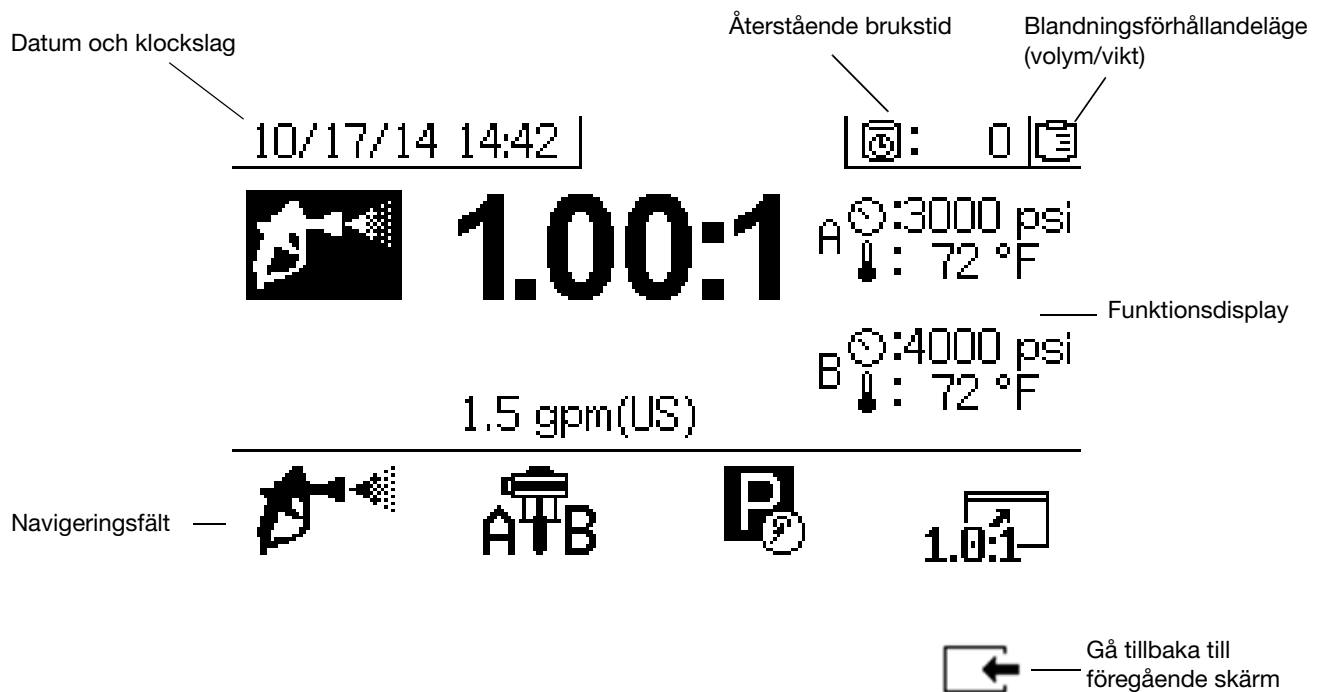 Återstående brukstid
Blandningsförhållandeläge
(volym/vikt)
Datum och klockslag
10/17/14 14:42
: 0
1.00:1
A :3000 psi
: 72 °F
Funktionsdisplay
B :4000 psi
: 72 °F
1.5 gpm(US)
Navigeringsfält
A B
P
1.0:1
Gå tillbaka till
föregående skärm